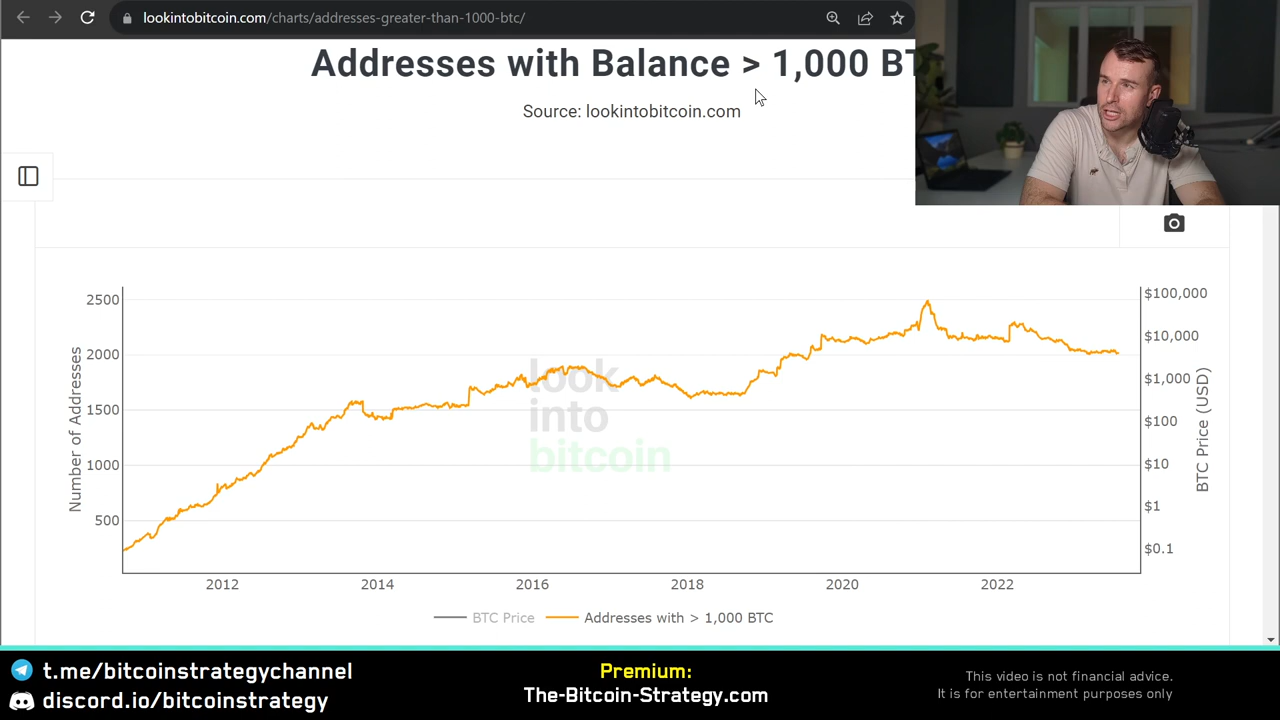 lookintobitcoin.com/charts/addresses-greater-than-1000-btc/
Addresses with Balance > 1,000 BT
Source: lookintobitcoin.com
2500
2000
1500
1000
500
Number of Addresses
$100,000
$10,000
$1,000
$100
$10
$1
$0.1
BTC Price (USD)
look
into
bitcoin
2012
2014
2016
2018
2020
2022
BTC Price
Addresses with > 1,000 BTC
t.me/bitcoinstrategychannel
discord.io/bitcoinstrategy
Premium:
The-Bitcoin-Strategy.com
This video is not financial advice.
It is for entertainment purposes only